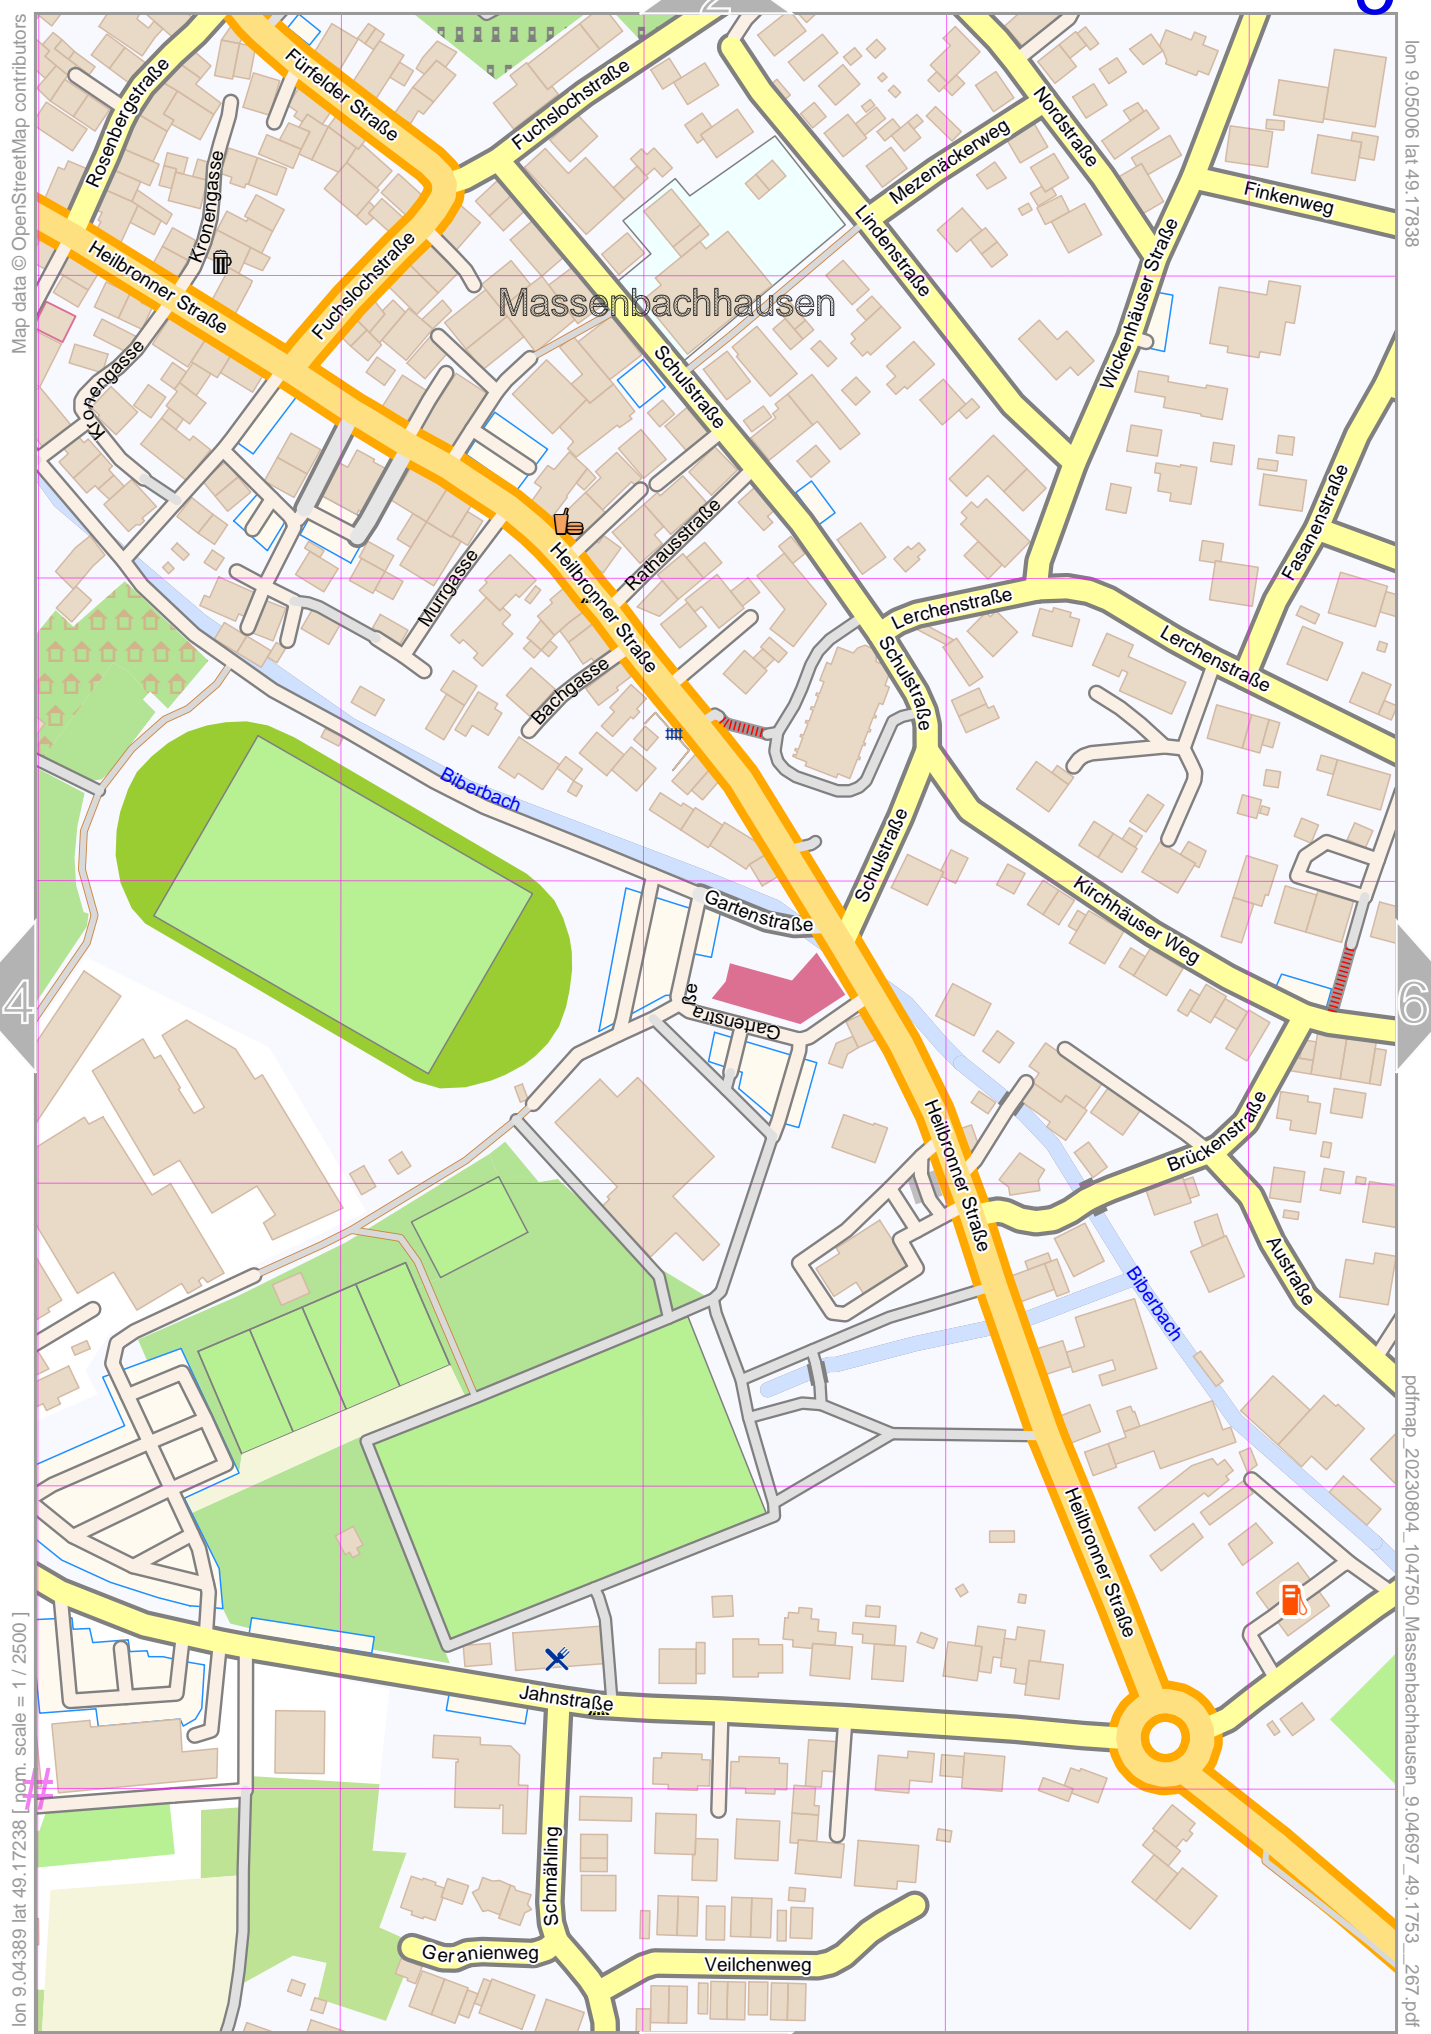 2
Map data © OpenStreetMap contributors
lon 9.05006 lat 49.17838
Rosenbergstraße
Fürfelder Straße
Fuchslochstraße
Nordstraße
Mezenäckerweg
Kronengasse
Finkenweg
Lindenstraße
Heilbronner Straße
Fuchslochstraße
Wickenhäuser Straße
Massenbachhausen
Kronengasse
Schulstraße
Fasanenstraße
Rathausstraße
Murrgasse
Heilbronner Straße
Lerchenstraße
Lerchenstraße
Schulstraße
Bachgasse
Biberbach
Schulstraße
Kirchhäuser Weg
Gartenstraße
4
6
Gartenstraße
Heilbronner Straße
Brückenstraße
Austraße
Biberbach
Heilbronner Straße
Jahnstraße
Schmähling
Geranienweg
Veilchenweg
#
lon 9.04389 lat 49.17238 [ nom. scale = 1 / 2500 ]
pdfmap_20230804_104750_Massenbachhausen_9.04697_49.1753__267.pdf